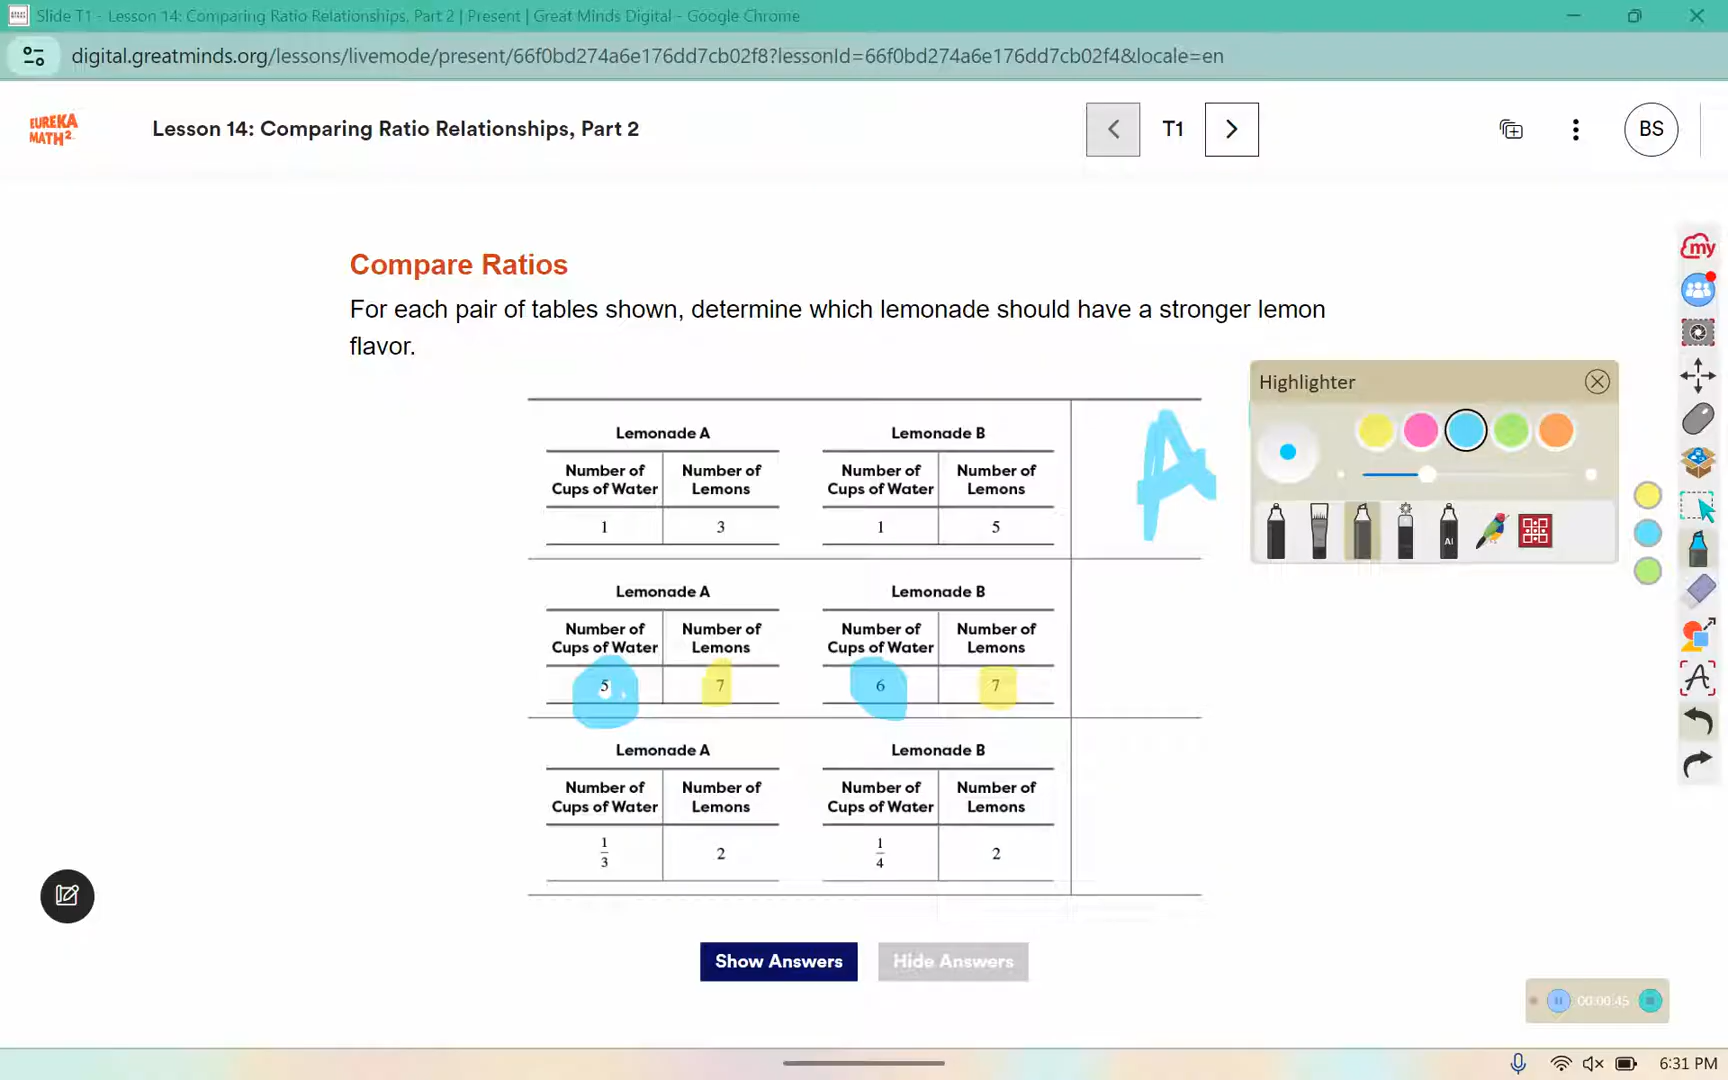 Slide T1 - Lesson 14: Comparing Ratio Relationships, Part 2 | Present | Great Minds Digital - Google Chrome
digital.greatminds.org/lessons/livemode/present/66f0bd274a6e176dd7cb02f8?lessonId=66f0bd274a6e176dd7cb02f4&locale=en
EUREKA
MATH²
Lesson 14: Comparing Ratio Relationships, Part 2
T1
BS
my
Compare Ratios
For each pair of tables shown, determine which lemonade should have a stronger lemon
flavor.
Highlighter
AI
Lemonade A Lemonade B
Number of Number of Number of Number of
Cups of Water Lemons Cups of Water Lemons
1 3 1 5
A
Lemonade A Lemonade B
Number of Number of Number of Number of
Cups of Water Lemons Cups of Water Lemons
5 7 6 7
A
Lemonade A Lemonade B
Number of Number of Number of Number of
Cups of Water Lemons Cups of Water Lemons
1/3 2 1/4 2
Show Answers Hide Answers
00:00:45
6:31 PM